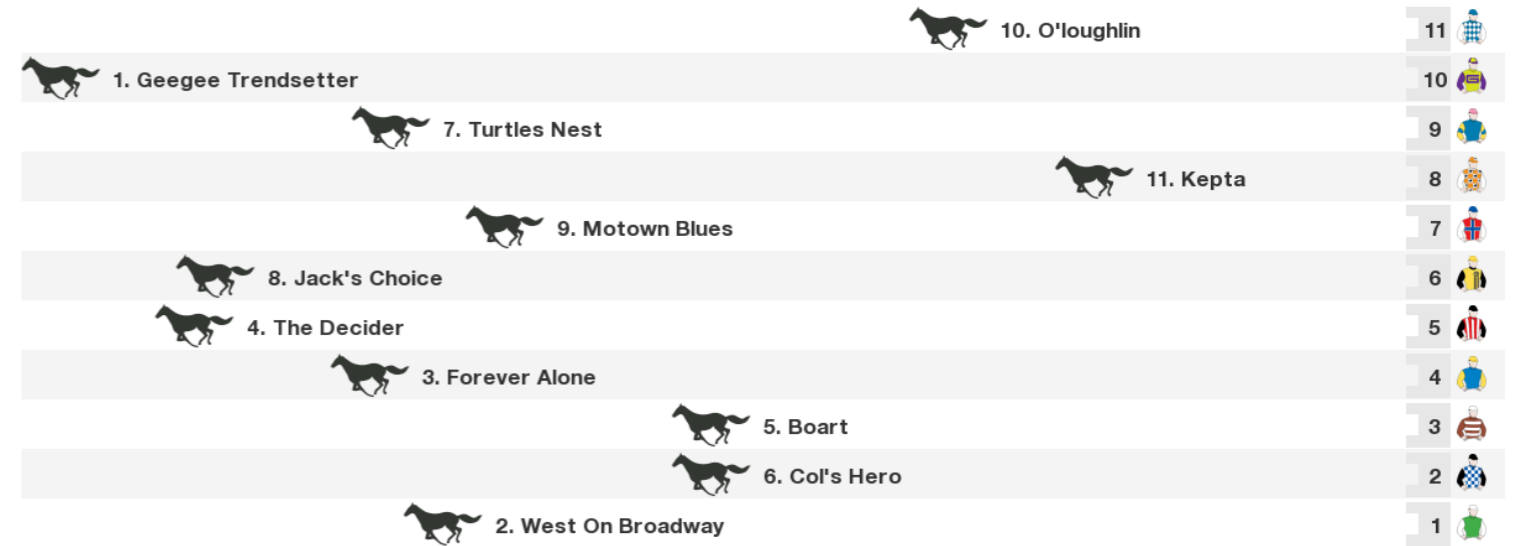 10. O'loughlin 11
1. Geegee Trendsetter 10
7. Turtles Nest 9
11. Kepta 8
9. Motown Blues 7
8. Jack's Choice 6
4. The Decider 5
3. Forever Alone 4
5. Boart 3
6. Col's Hero 2
2. West On Broadway 1